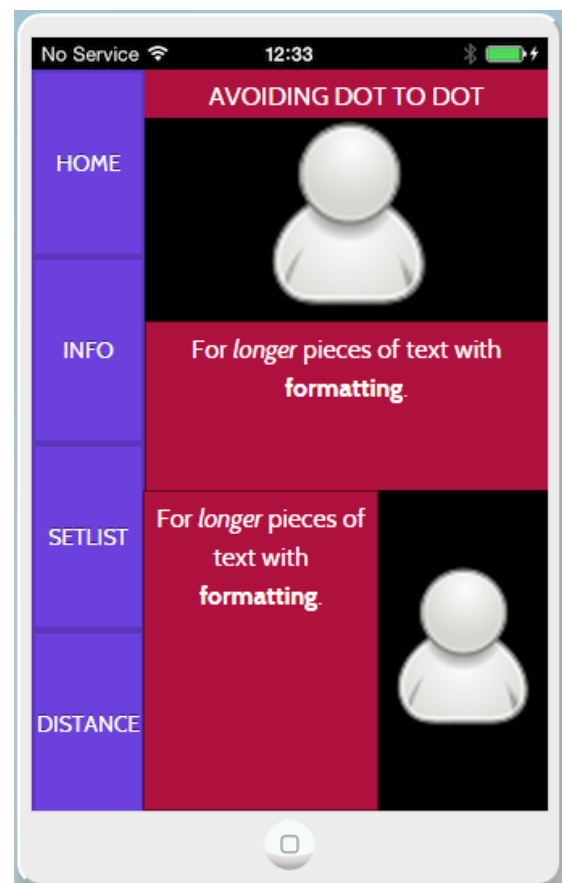 No Service 12:33
AVOIDING DOT TO DOT
HOME
INFO
SETLIST
DISTANCE
For longer pieces of text with
formatting.
For longer pieces of
text with
formatting.